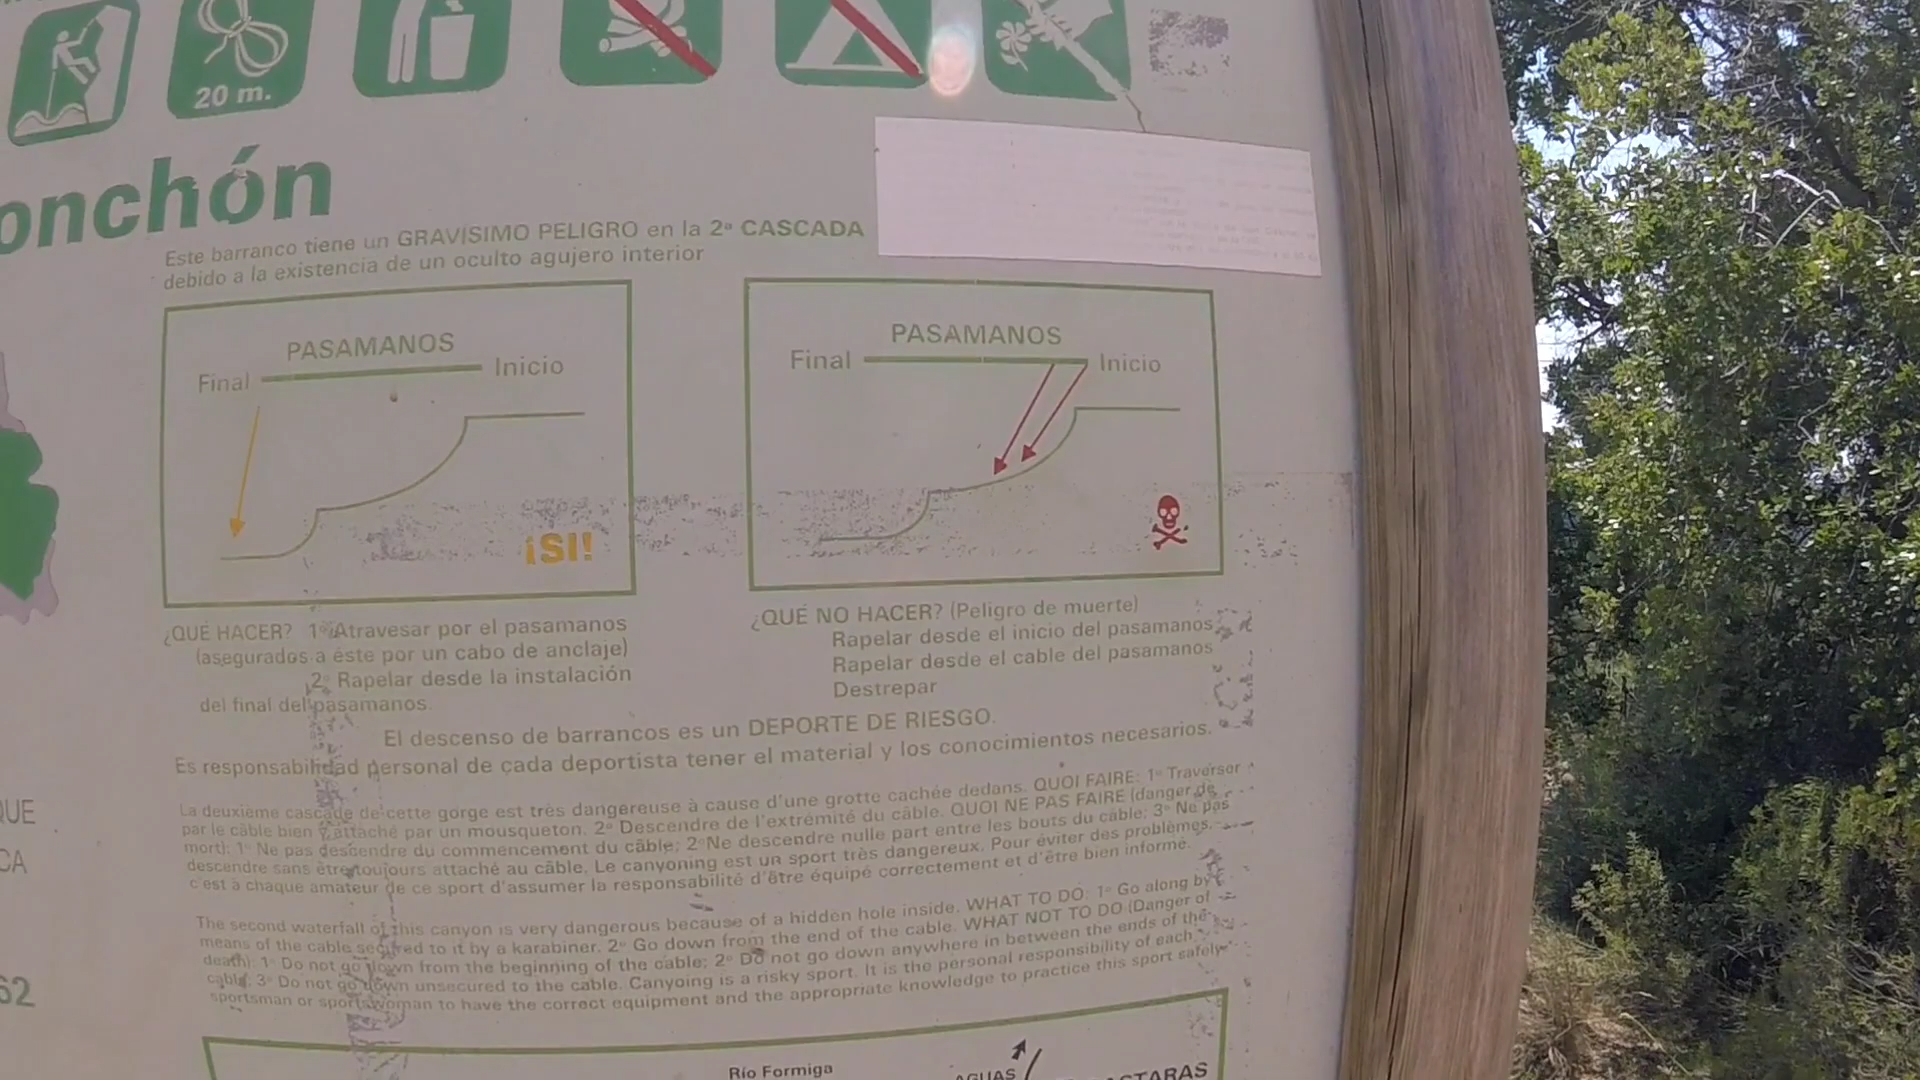 20 m.
onchón
Este barranco tiene un GRAVISIMO PELIGRO en la 2ª CASCADA
debido a la existencia de un oculto agujero interior
PASAMANOS
Final
Inicio
¡SI!
PASAMANOS
Final
Inicio
¿QUÉ HACER? 1º Atravesar por el pasamanos
(asegurados a éste por un cabo de anclaje)
2º Rapelar desde la instalación
del final del pasamanos.
¿QUÉ NO HACER? (Peligro de muerte)
Rapelar desde el inicio del pasamanos
Rapelar desde el cable del pasamanos
Destrepar
El descenso de barrancos es un DEPORTE DE RIESGO.
Es responsabilidad personal de cada deportista tener el material y los conocimientos necesarios.
La deuxième cascade de cette gorge est très dangereuse à cause d'une grotte cachée dedans. QUOI FAIRE: 1º Traverser
par le câble bien attaché par un mousqueton. 2º Descendre de l'extrémité du câble. QUOI NE PAS FAIRE (danger de
mort): 1º Ne pas descendre du commencement du câble; 2º Ne descendre nulle part entre les bouts du câble; 3º Ne pas
descendre sans être toujours attaché au câble. Le canyoning est un sport très dangereux. Pour éviter des problèmes,
c'est à chaque amateur de ce sport d'assumer la responsabilité d'être équipé correctement et d'être bien informé.
The second waterfall of this canyon is very dangerous because of a hidden hole inside. WHAT TO DO: 1º Go along by
means of the cable secured to it by a karabiner. 2º Go down from the end of the cable. WHAT NOT TO DO (Danger of
death): 1º Do not go down from the beginning of the cable; 2º Do not go down anywhere in between the ends of the
cable. 3º Do not go down unsecured to the cable. Canyoing is a risky sport. It is the personal responsibility of each
sportsman or sportswoman to have the correct equipment and the appropriate knowledge to practice this sport safely
QUE
CA
62
Río Formiga
AGUAS
CTARAS